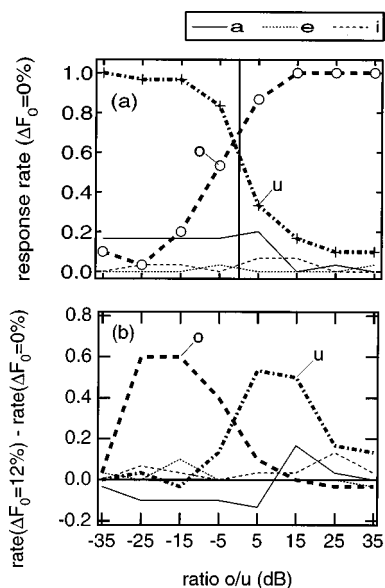 a e i
response rate (ΔF₀=0%)
1.0
0.8
0.6
0.4
0.2
0.0
(a)
o
u
rate(ΔF₀=12%) - rate(ΔF₀=0%)
0.8
0.6
0.4
0.2
0.0
-0.2
(b)
o
u
-35 -25 -15 -5 5 15 25 35
ratio o/u (dB)